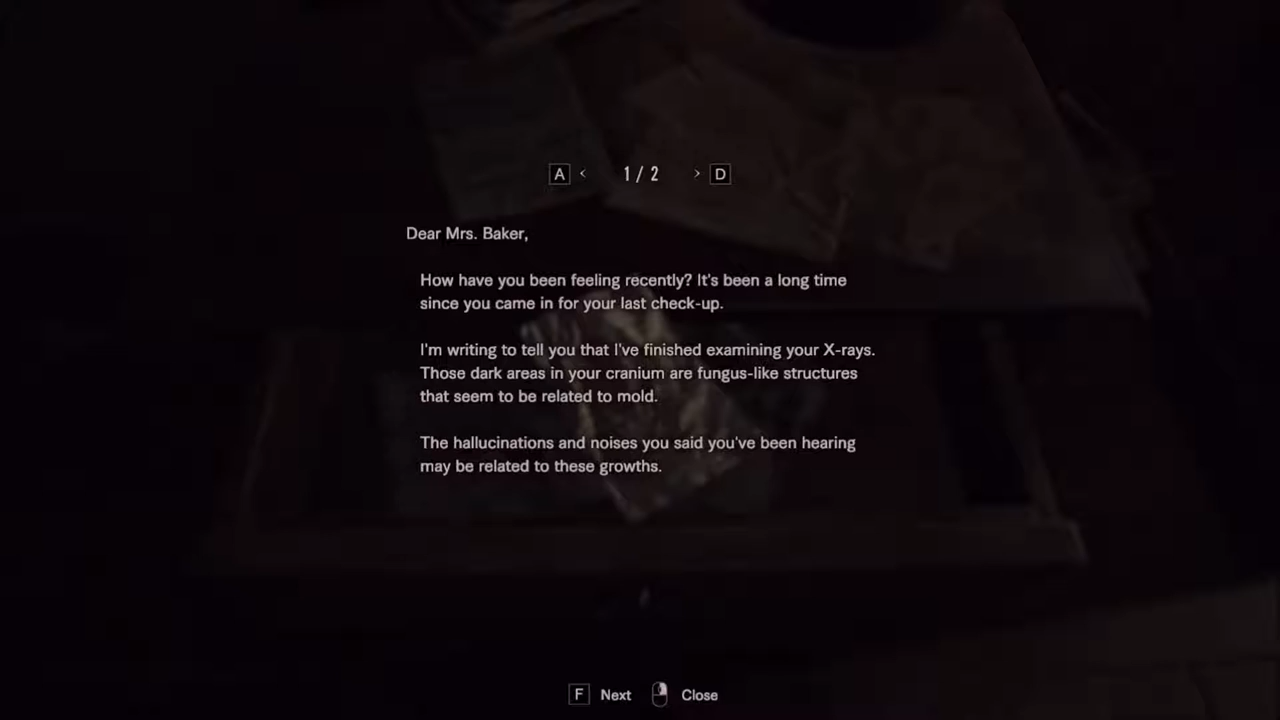 A < 1 / 2 > D
Dear Mrs. Baker,
How have you been feeling recently? It's been a long time
since you came in for your last check-up.
I'm writing to tell you that I've finished examining your X-rays.
Those dark areas in your cranium are fungus-like structures
that seem to be related to mold.
The hallucinations and noises you said you've been hearing
may be related to these growths.
F Next Close